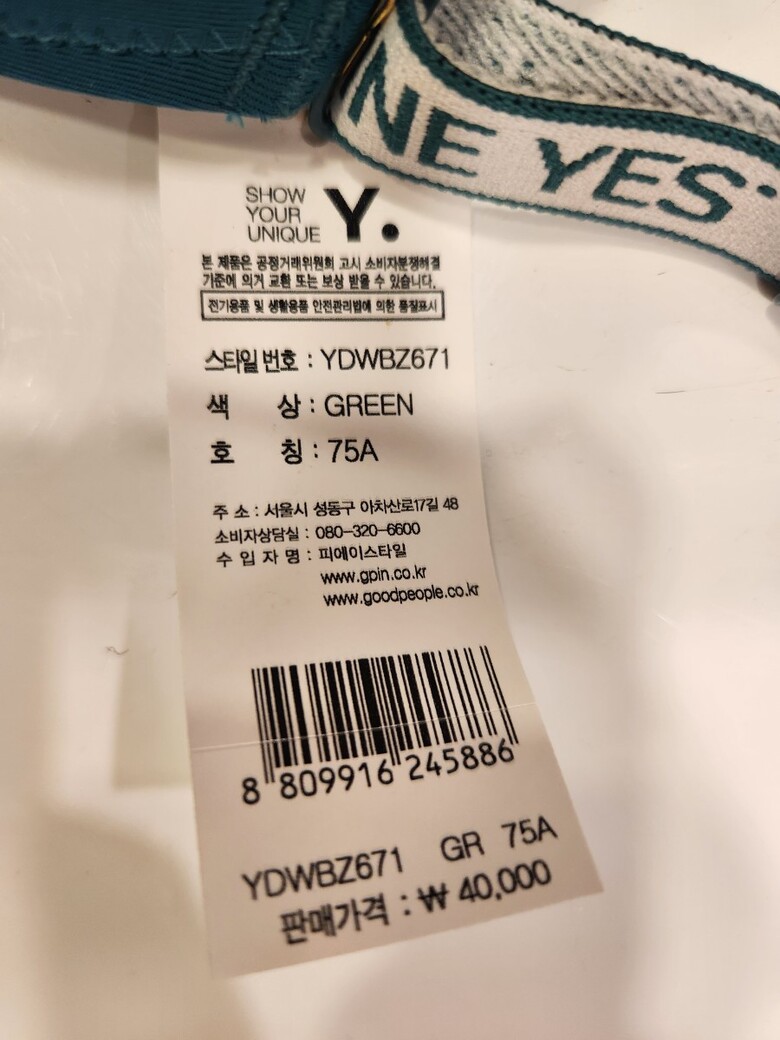 NE YES
SHOW
YOUR
UNIQUE
Y.
본 제품은 공정거래위원회 고시 소비자분쟁해결
기준에 의거 교환 또는 보상 받을 수 있습니다.
전기용품 및 생활용품 안전관리법에 의한 품질표시
스타일번호 : YDWBZ671
색 상 : GREEN
호 칭 : 75A
주 소 : 서울시 성동구 아차산로17길 48
소비자상담실 : 080-320-6600
수 입 자 명 : 피에이스타일
www.gpin.co.kr
www.goodpeople.co.kr
8 809916 245886
YDWBZ671 GR 75A
판매가격 : ₩ 40,000